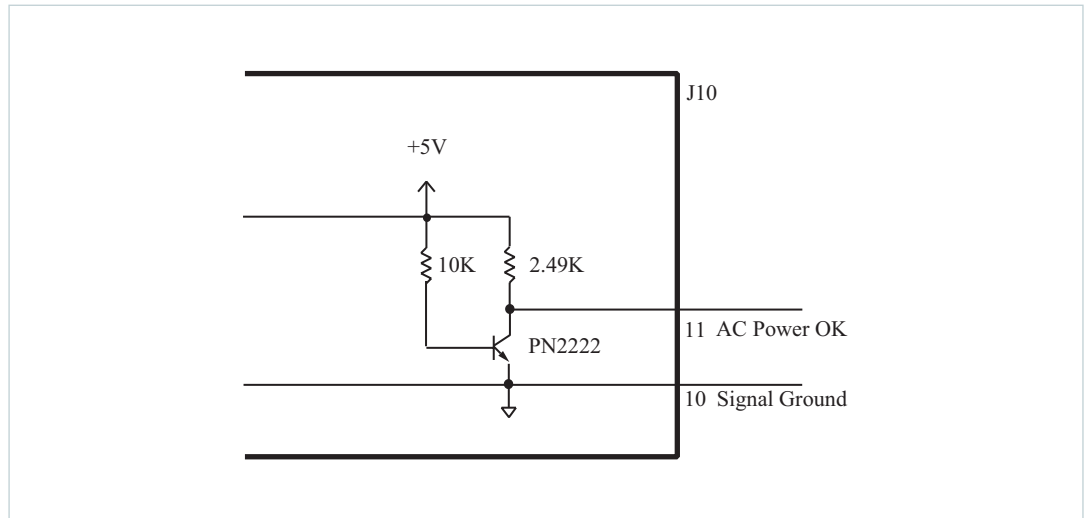 J10
+5V
10K
2.49K
11 AC Power OK
PN2222
10 Signal Ground